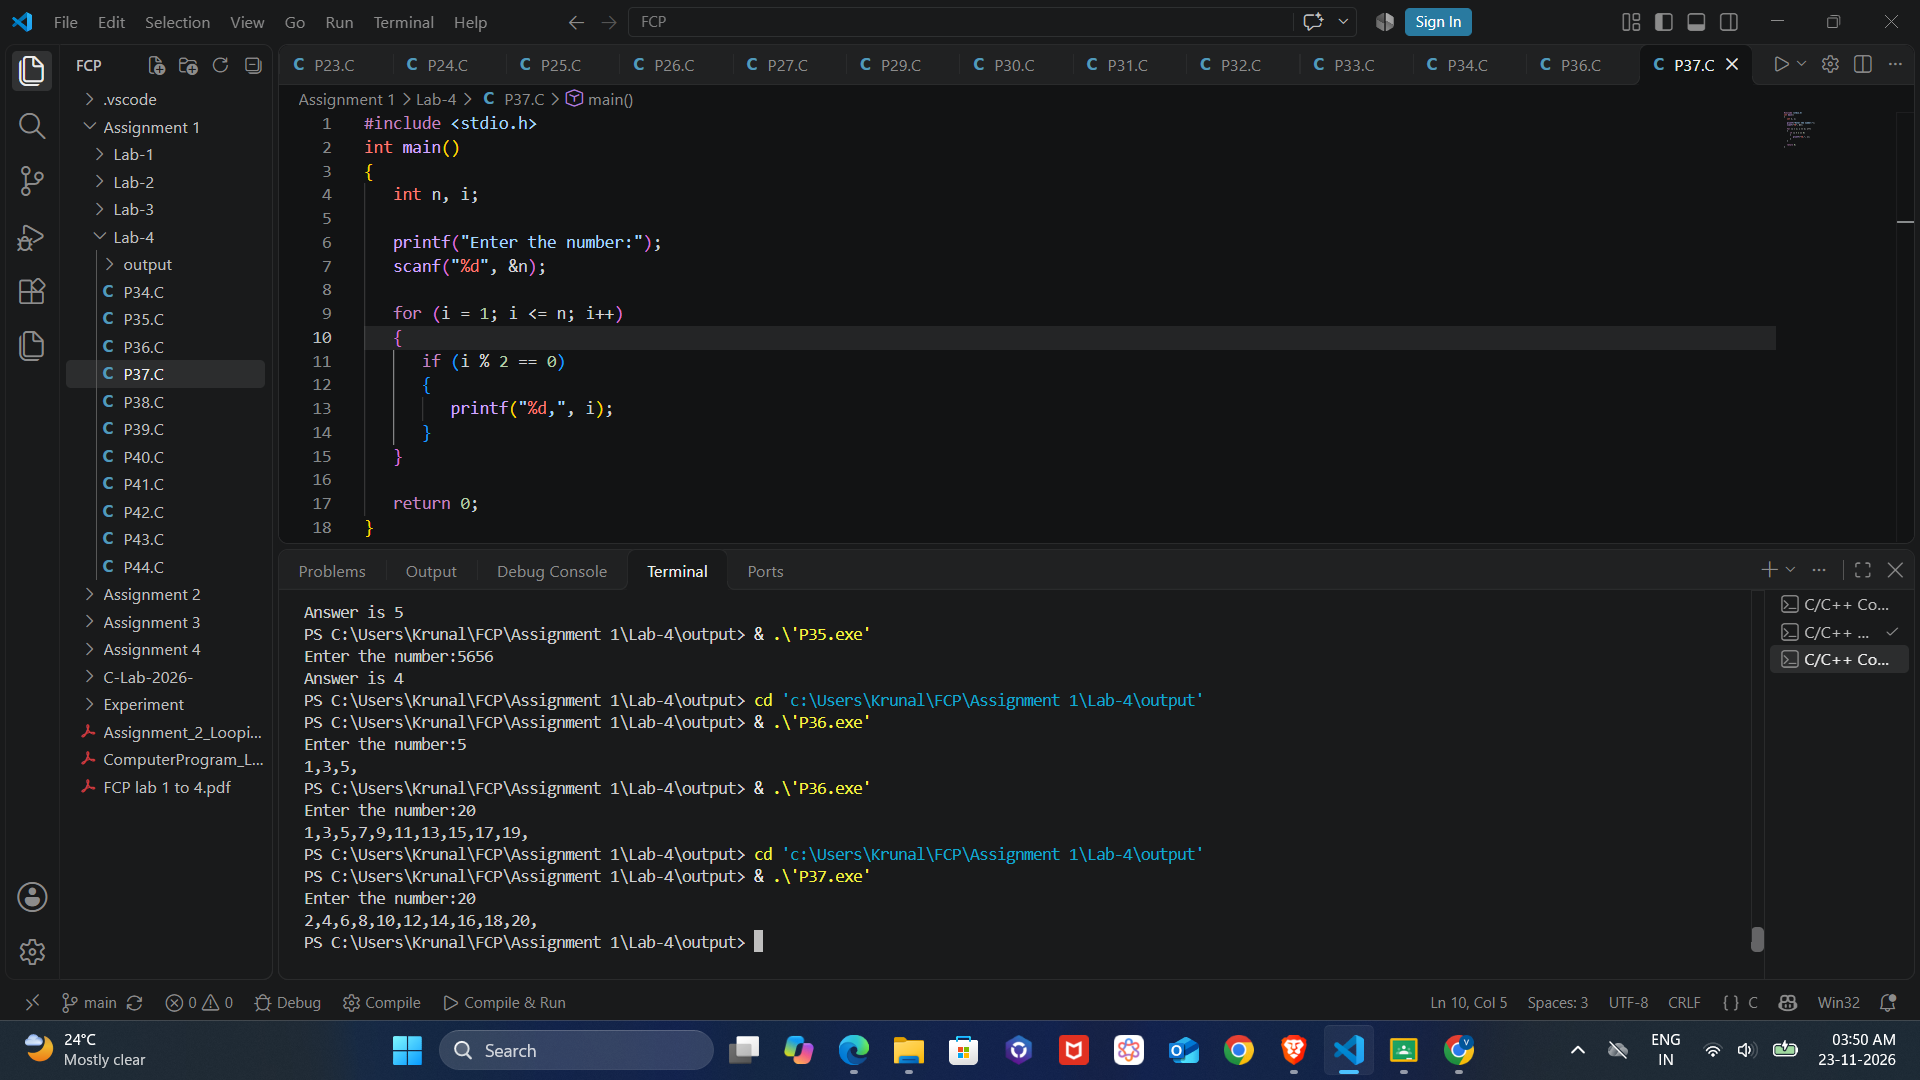 File Edit Selection View Go Run Terminal Help
FCP
Sign In
FCP
.vscode
Assignment 1
Lab-1
Lab-2
Lab-3
Lab-4
output
C P34.C
C P35.C
C P36.C
C P37.C
C P38.C
C P39.C
C P40.C
C P41.C
C P42.C
C P43.C
C P44.C
Assignment 2
Assignment 3
Assignment 4
C-Lab-2026-
Experiment
Assignment_2_Loopi...
ComputerProgram_L...
FCP lab 1 to 4.pdf
C P23.C C P24.C C P25.C C P26.C C P27.C C P29.C C P30.C C P31.C C P32.C C P33.C C P34.C C P36.C C P37.C
Assignment 1 > Lab-4 > C P37.C > main()
1 #include <stdio.h>
2 int main()
3 {
4 int n, i;
5
6 printf("Enter the number:");
7 scanf("%d", &n);
8
9 for (i = 1; i <= n; i++)
10 {
11 if (i % 2 == 0)
12 {
13 printf("%d,", i);
14 }
15 }
16
17 return 0;
18 }
Problems Output Debug Console Terminal Ports
Answer is 5
PS C:\Users\Krunal\FCP\Assignment 1\Lab-4\output> & .\'P35.exe'
Enter the number:5656
Answer is 4
PS C:\Users\Krunal\FCP\Assignment 1\Lab-4\output> cd 'c:\Users\Krunal\FCP\Assignment 1\Lab-4\output'
PS C:\Users\Krunal\FCP\Assignment 1\Lab-4\output> & .\'P36.exe'
Enter the number:5
1,3,5,
PS C:\Users\Krunal\FCP\Assignment 1\Lab-4\output> & .\'P36.exe'
Enter the number:20
1,3,5,7,9,11,13,15,17,19,
PS C:\Users\Krunal\FCP\Assignment 1\Lab-4\output> cd 'c:\Users\Krunal\FCP\Assignment 1\Lab-4\output'
PS C:\Users\Krunal\FCP\Assignment 1\Lab-4\output> & .\'P37.exe'
Enter the number:20
2,4,6,8,10,12,14,16,18,20,
PS C:\Users\Krunal\FCP\Assignment 1\Lab-4\output>
C/C++ Co...
C/C++ ...
C/C++ Co...
main 0 0 Debug Compile Compile & Run
Ln 10, Col 5 Spaces: 3 UTF-8 CRLF { } C Win32
24°C
Mostly clear
Search
ENG
IN
03:50 AM
23-11-2026